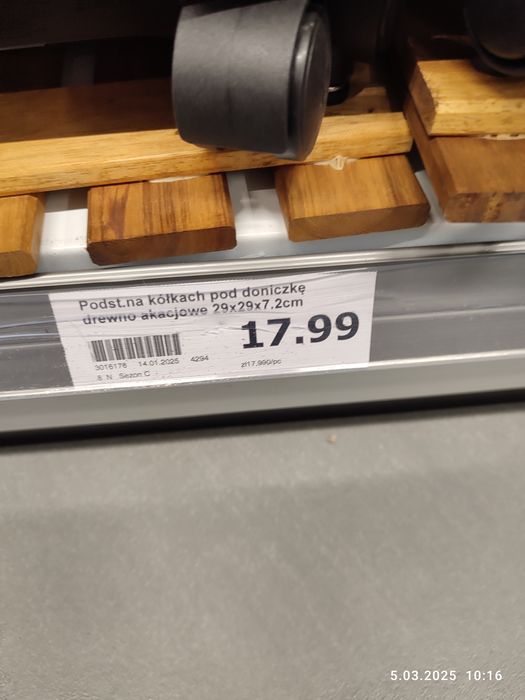 Podst.na kółkach pod doniczkę
drewno akacjowe 29x29x7,2cm
17.99
3016176 14.01.2025 4294
zł17,990/pc
8 N Sezon C
5.03.2025 10:16